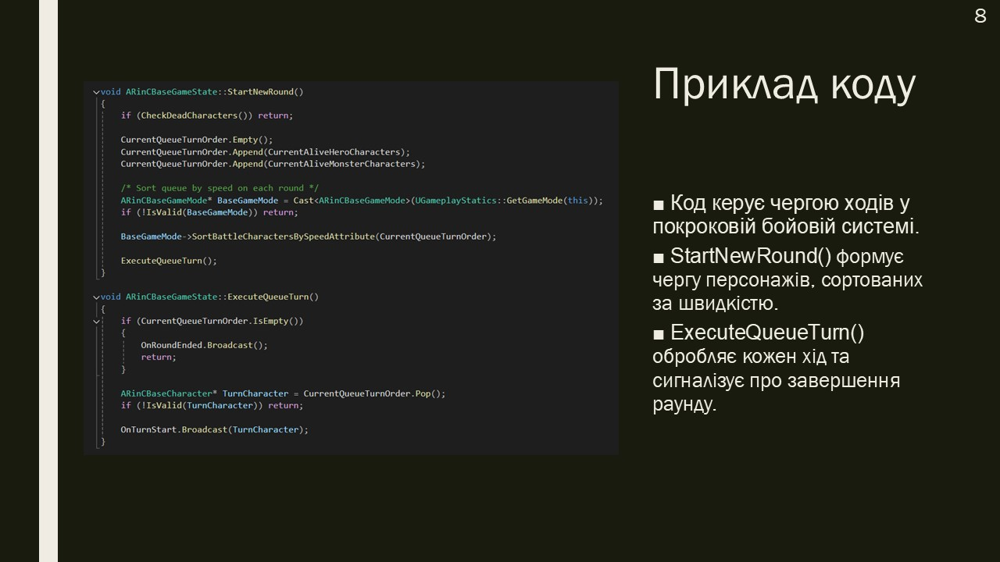 8
Приклад коду
void ARinCBaseGameState::StartNewRound()
{
if (CheckDeadCharacters()) return;
CurrentQueueTurnOrder.Empty();
CurrentQueueTurnOrder.Append(CurrentAliveHeroCharacters);
CurrentQueueTurnOrder.Append(CurrentAliveMonsterCharacters);
/* Sort queue by speed on each round */
ARinCBaseGameMode* BaseGameMode = Cast<ARinCBaseGameMode>(UGameplayStatics::GetGameMode(this));
if (!IsValid(BaseGameMode)) return;
BaseGameMode->SortBattleCharactersBySpeedAttribute(CurrentQueueTurnOrder);
ExecuteQueueTurn();
}
void ARinCBaseGameState::ExecuteQueueTurn()
{
if (CurrentQueueTurnOrder.IsEmpty())
{
OnRoundEnded.Broadcast();
return;
}
ARinCBaseCharacter* TurnCharacter = CurrentQueueTurnOrder.Pop();
if (!IsValid(TurnCharacter)) return;
OnTurnStart.Broadcast(TurnCharacter);
}
■ Код керує чергою ходів у
покроковій бойовій системі.
■ StartNewRound() формує
чергу персонажів, сортованих
за швидкістю.
■ ExecuteQueueTurn()
обробляє кожен хід та
сигналізує про завершення
раунду.